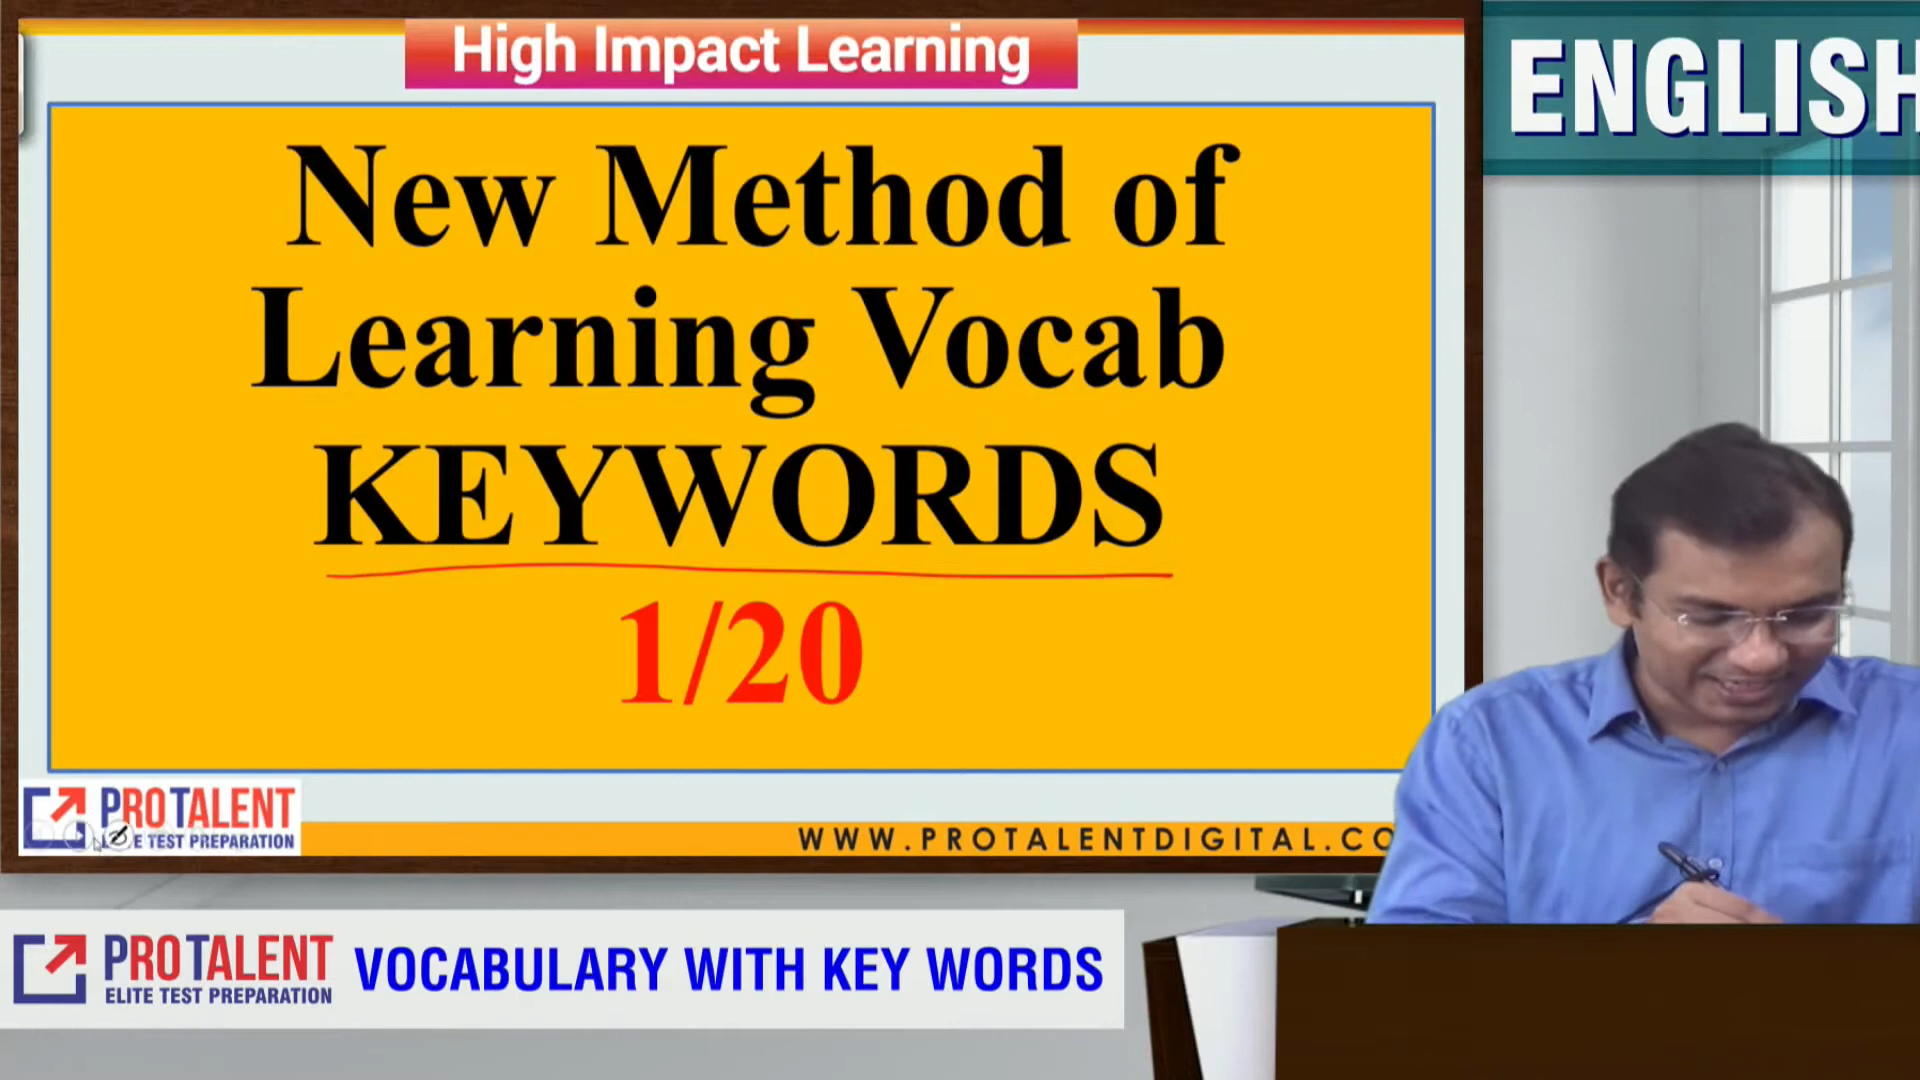 High Impact Learning
ENGLISH
New Method of
Learning Vocab
KEYWORDS
1/20
PROTALENT
ELITE TEST PREPARATION
WWW.PROTALENTDIGITAL.CO
PROTALENT
ELITE TEST PREPARATION
VOCABULARY WITH KEY WORDS